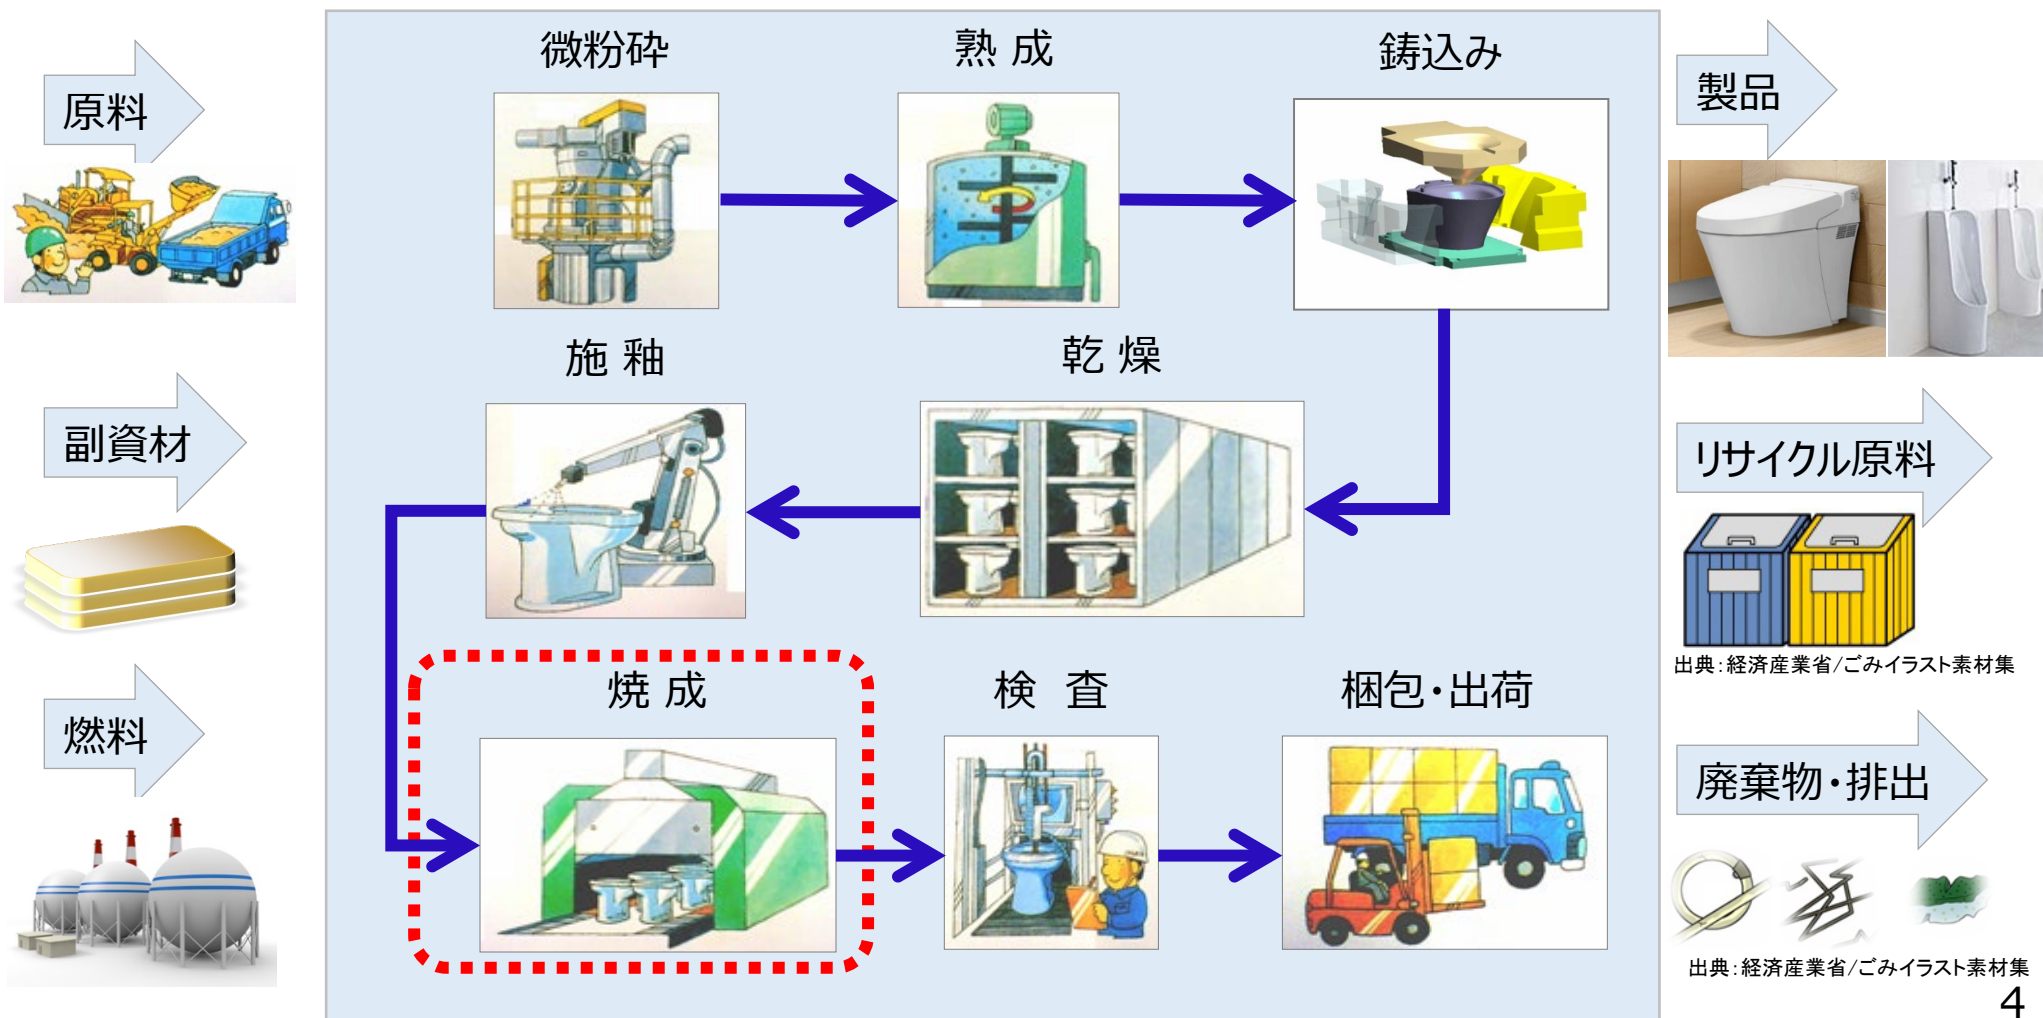 原料
副資材
燃料
微粉砕
熟 成
鋳込み
施 釉
乾 燥
焼 成
検 査
梱包・出荷
製品
リサイクル原料
出典：経済産業省/ごみイラスト素材集
廃棄物・排出
出典：経済産業省/ごみイラスト素材集
4